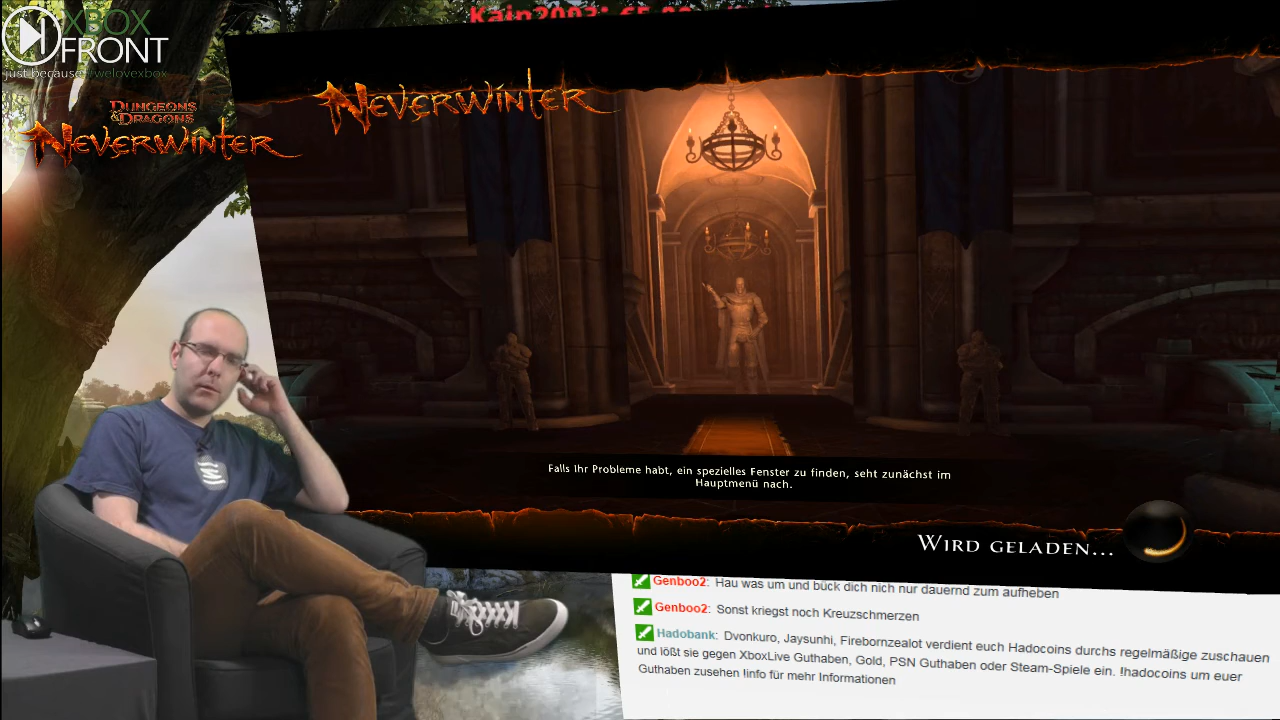 Kain2003:
XBOX
FRONT
just because #welovexbox
DUNGEONS
& DRAGONS
NEVERWINTER
NEVERWINTER
Falls Ihr Probleme habt, ein spezielles Fenster zu finden, seht zunächst im
Hauptmenü nach.
WIRD GELADEN...
Genboo2: Hau was um und bück dich nich nur dauernd zum aufheben
Genboo2: Sonst kriegst noch Kreuzschmerzen
Hadobank: Dvonkuro, Jaysunhi, Firebornzealot verdient euch Hadocoins durchs regelmäßige zuschauen
und lößt sie gegen XboxLive Guthaben, Gold, PSN Guthaben oder Steam-Spiele ein. !hadocoins um euer
Guthaben zusehen !info für mehr Informationen